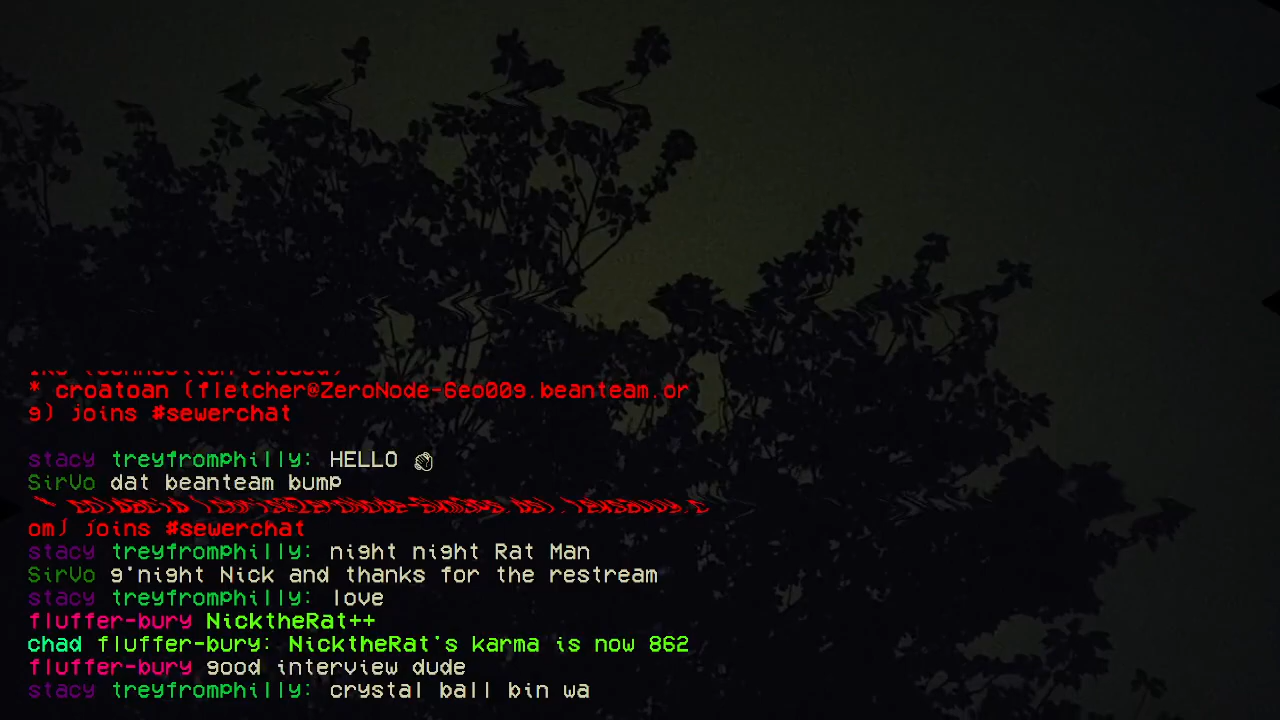 * croatoan (fletcher@ZeroNode-6eo009.beanteam.or
g) joins #sewerchat
stacy treyfromphilly: HELLO 👏
SirVo dat beanteam bump
om) joins #sewerchat
stacy treyfromphilly: night night Rat Man
SirVo g'night Nick and thanks for the restream
stacy treyfromphilly: love
fluffer-bury NicktheRat++
chad fluffer-bury: NicktheRat's karma is now 862
fluffer-bury good interview dude
stacy treyfromphilly: crystal ball bin wa